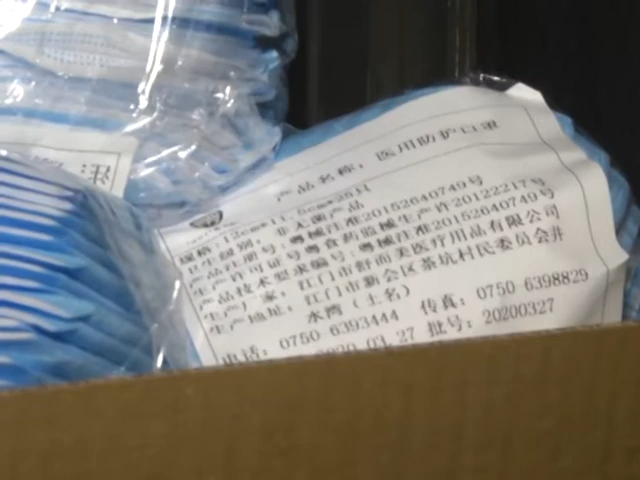 产品名称：医用防护口罩
规格：13cm*11.5cm*25只
卫生级别：非无菌产品
产品注册号：粤械注准20152640749号
生产许可证号：粤食药监械生产许20122217号
产品技术型求编号：粤械注准20152640749号
生产厂家：江门市舒而美医疗用品有限公司
生产地址：江门市新会区茶坑村民委员会井
水湾（土名）
电话：0750 6393444 传真：0750 6398829
2020.03.27 批号：20200327